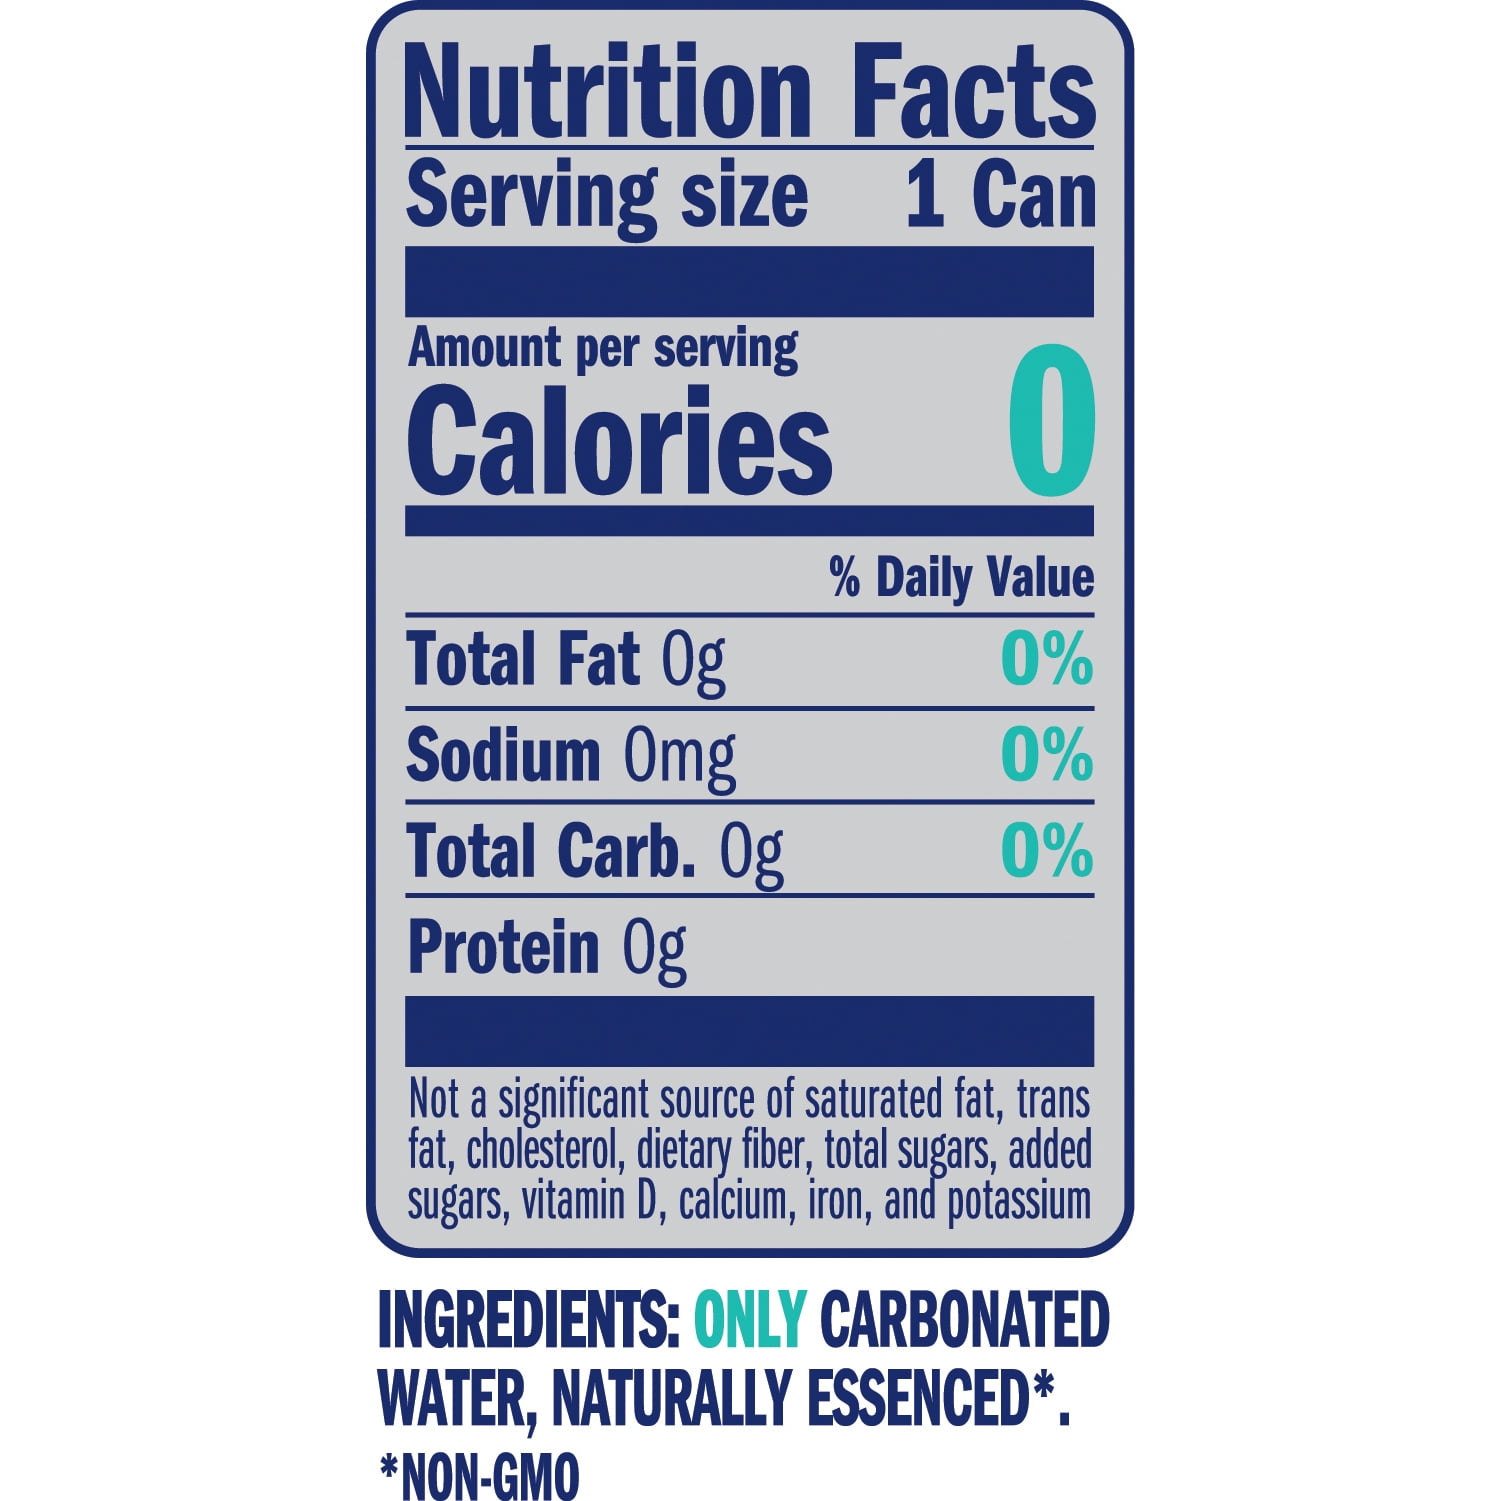 Nutrition Facts
Serving size 1 Can
Amount per serving
Calories 0
% Daily Value
Total Fat 0g 0%
Sodium 0mg 0%
Total Carb. 0g 0%
Protein 0g
Not a significant source of saturated fat, trans
fat, cholesterol, dietary fiber, total sugars, added
sugars, vitamin D, calcium, iron, and potassium
INGREDIENTS: ONLY CARBONATED
WATER, NATURALLY ESSENCED*.
*NON-GMO